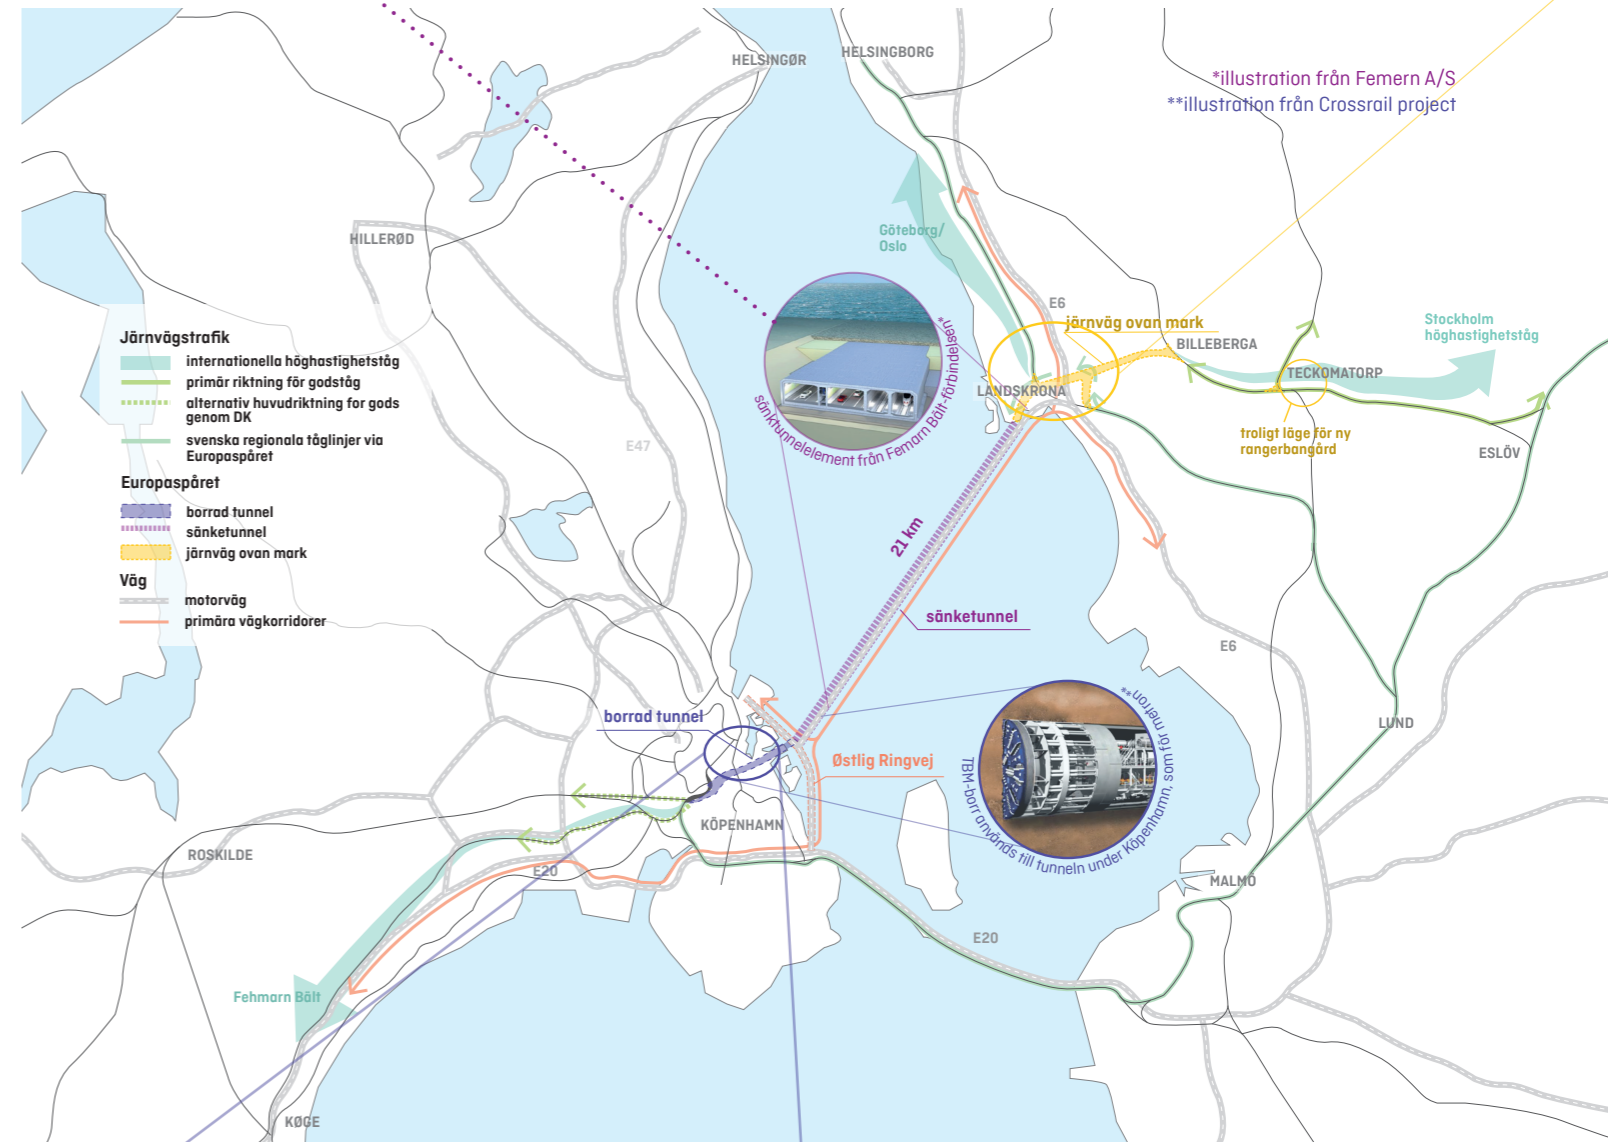 HELSINGØR
HELSINGBORG
*illustration från Femern A/S
**illustration från Crossrail project
HILLERØD
Göteborg/
Oslo
E6
järnväg ovan mark
BILLEBERGA
Stockholm
höghastighetståg
TECKOMATORP
LANDSKRONA
troligt läge för ny
rangerbangård
ESLÖV
sänktunnelelement från Femarn Bält-förbindelsen*
Järnvägstrafik
internationella höghastighetståg
primär riktning för godståg
alternativ huvudriktning for gods
genom DK
svenska regionala tåglinjer via
Europaspåret
Europaspåret
borrad tunnel
sänketunnel
järnväg ovan mark
Väg
motorväg
primära vägkorridorer
E47
21 km
sänketunnel
E6
borrad tunnel
Østlig Ringvej
LUND
TBM-borr används till tunneln under Köpenhamn, som för metron**
KÖPENHAMN
ROSKILDE
E20
MALMÖ
E20
Fehmarn Bält
KØGE